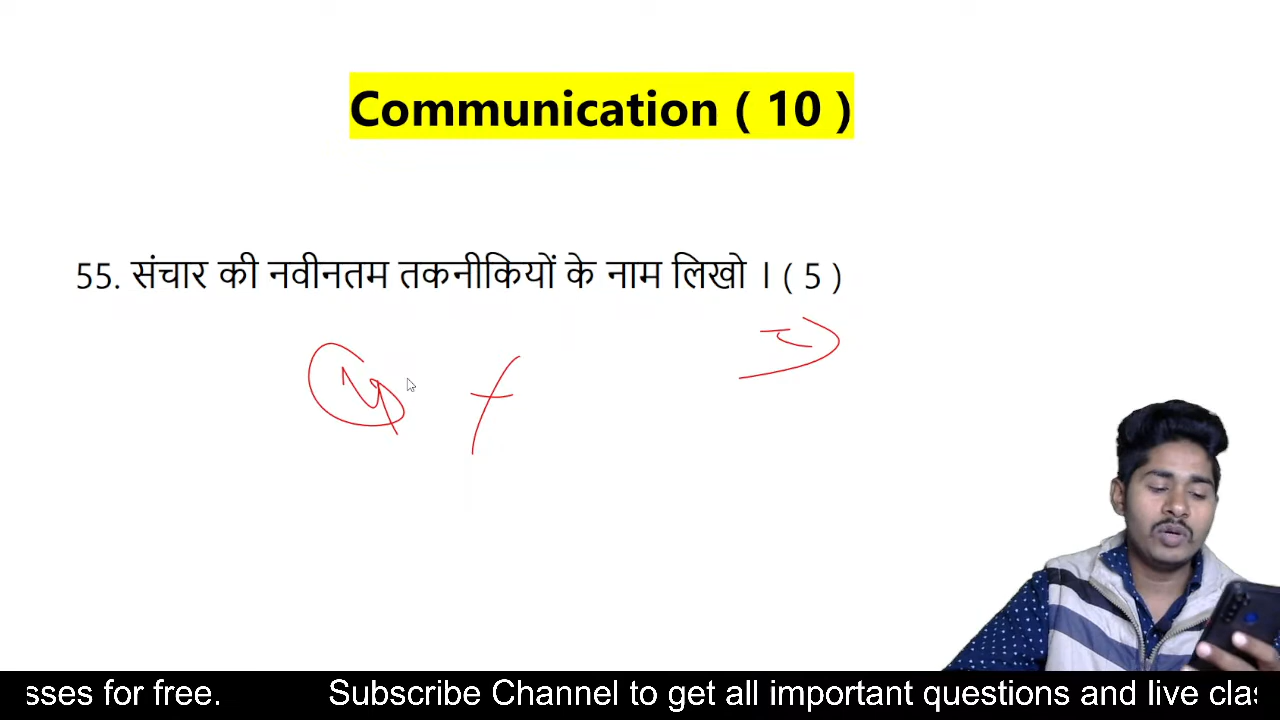 Communication ( 10 )
55. संचार की नवीनतम तकनीकियों के नाम लिखो । ( 5 )
sses for free. Subscribe Channel to get all important questions and live clas